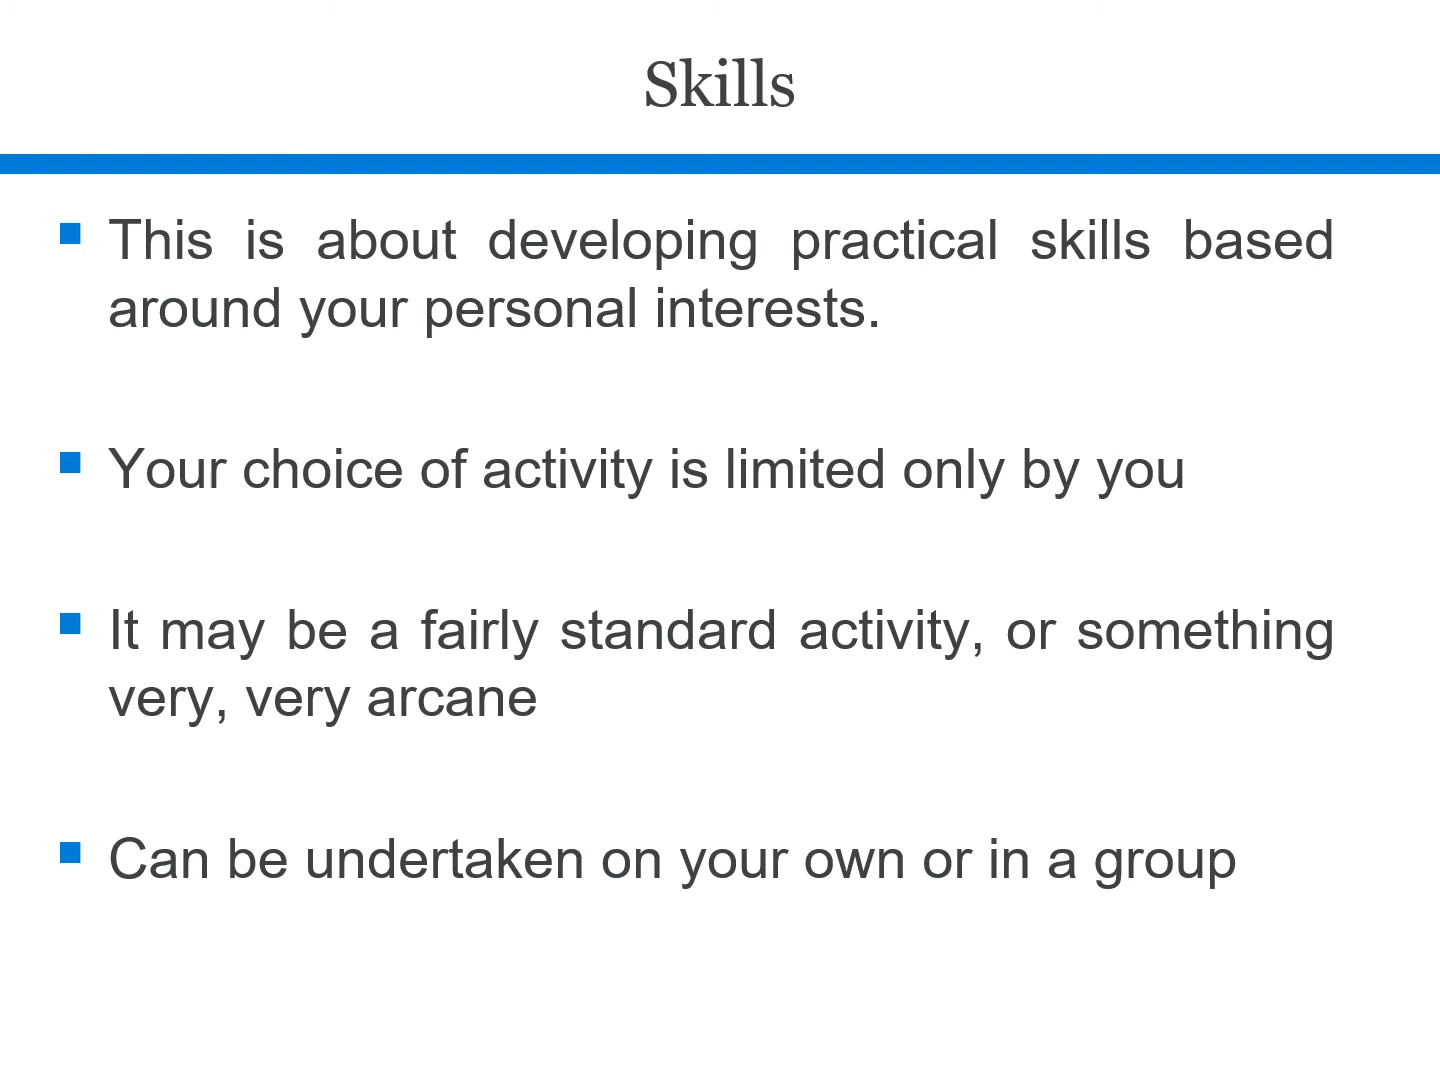 Skills
This is about developing practical skills based
around your personal interests.
Your choice of activity is limited only by you
It may be a fairly standard activity, or something
very, very arcane
Can be undertaken on your own or in a group